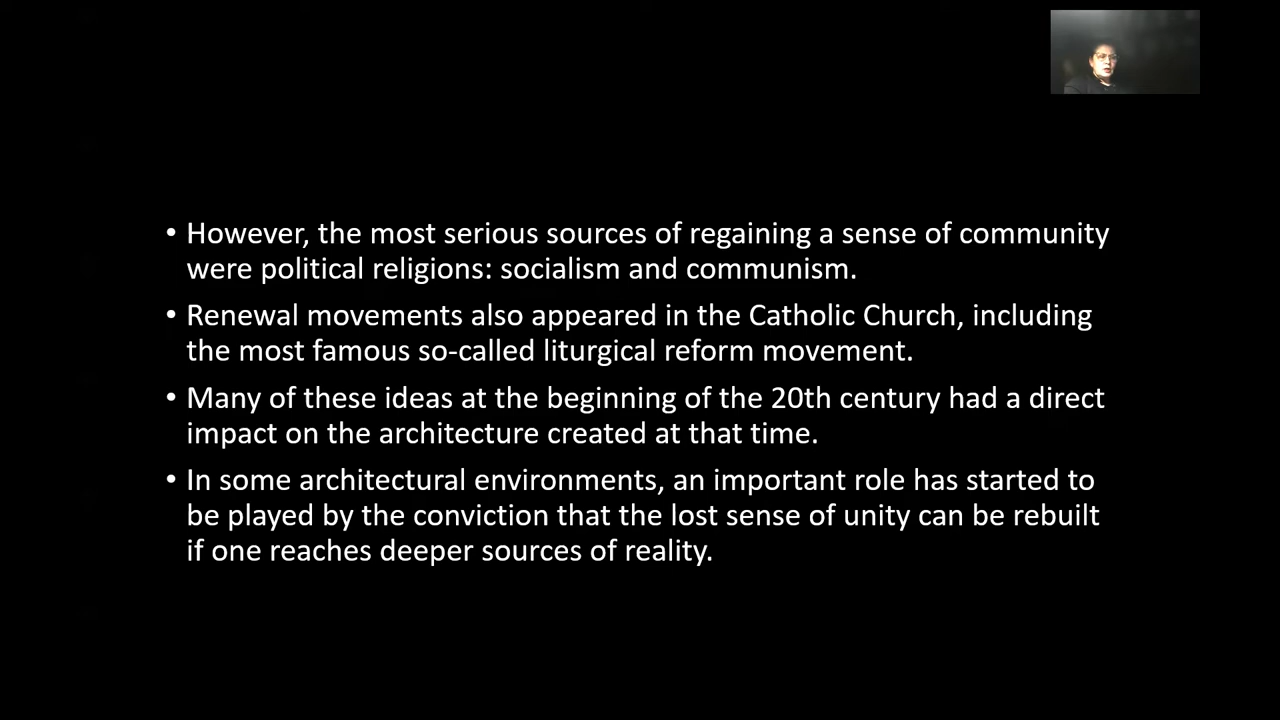 • However, the most serious sources of regaining a sense of community
were political religions: socialism and communism.
• Renewal movements also appeared in the Catholic Church, including
the most famous so-called liturgical reform movement.
• Many of these ideas at the beginning of the 20th century had a direct
impact on the architecture created at that time.
• In some architectural environments, an important role has started to
be played by the conviction that the lost sense of unity can be rebuilt
if one reaches deeper sources of reality.